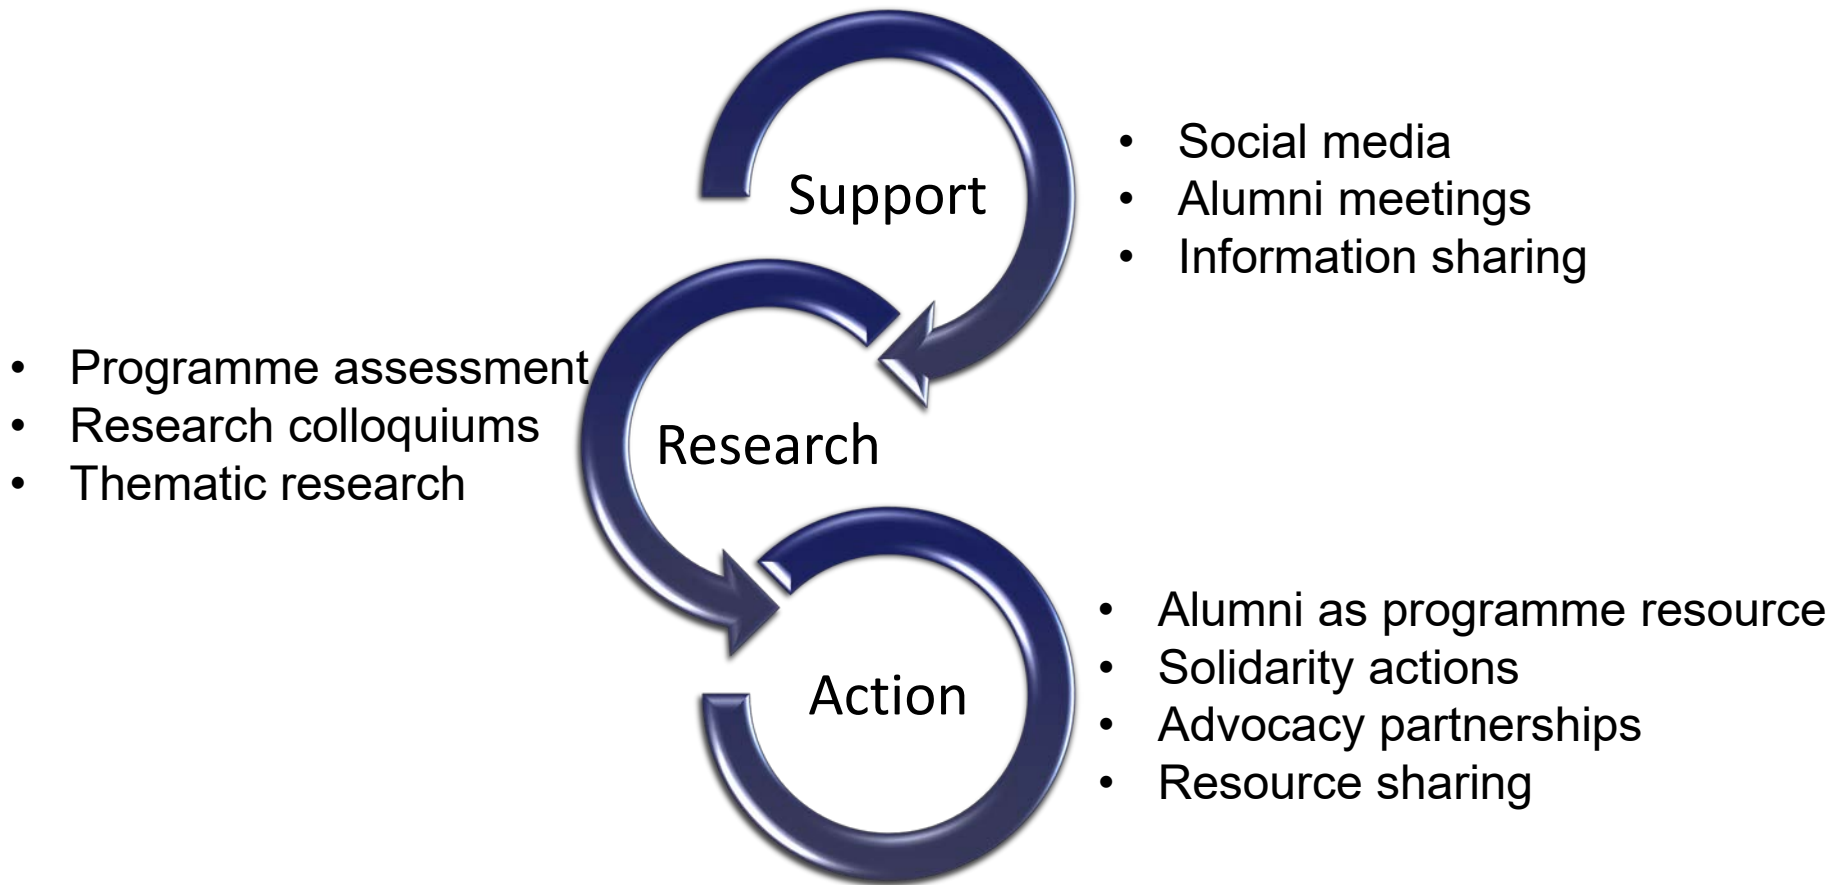 Support
• Social media
• Alumni meetings
• Information sharing
Research
• Programme assessment
• Research colloquiums
• Thematic research
Action
• Alumni as programme resource
• Solidarity actions
• Advocacy partnerships
• Resource sharing